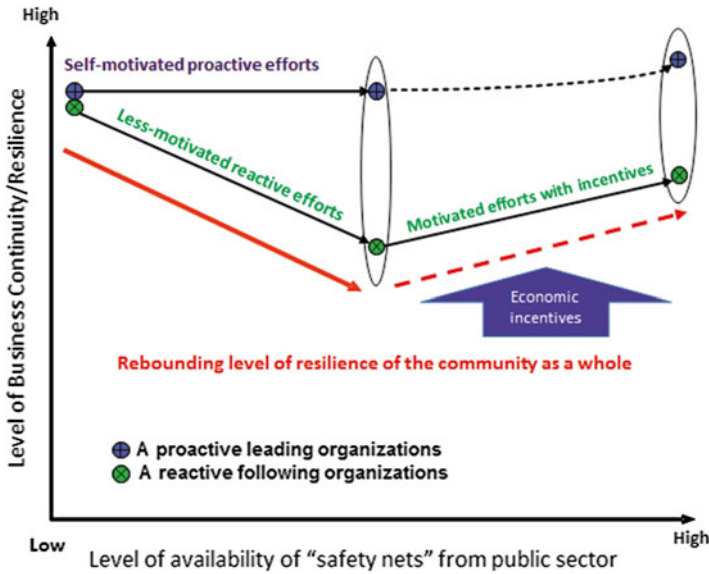 High
Level of Business Continuity/Resilience
Self-motivated proactive efforts
Less-motivated reactive efforts
Motivated efforts with incentives
Economic
incentives
Rebounding level of resilience of the community as a whole
A proactive leading organizations
A reactive following organizations
Low
High
Level of availability of “safety nets” from public sector